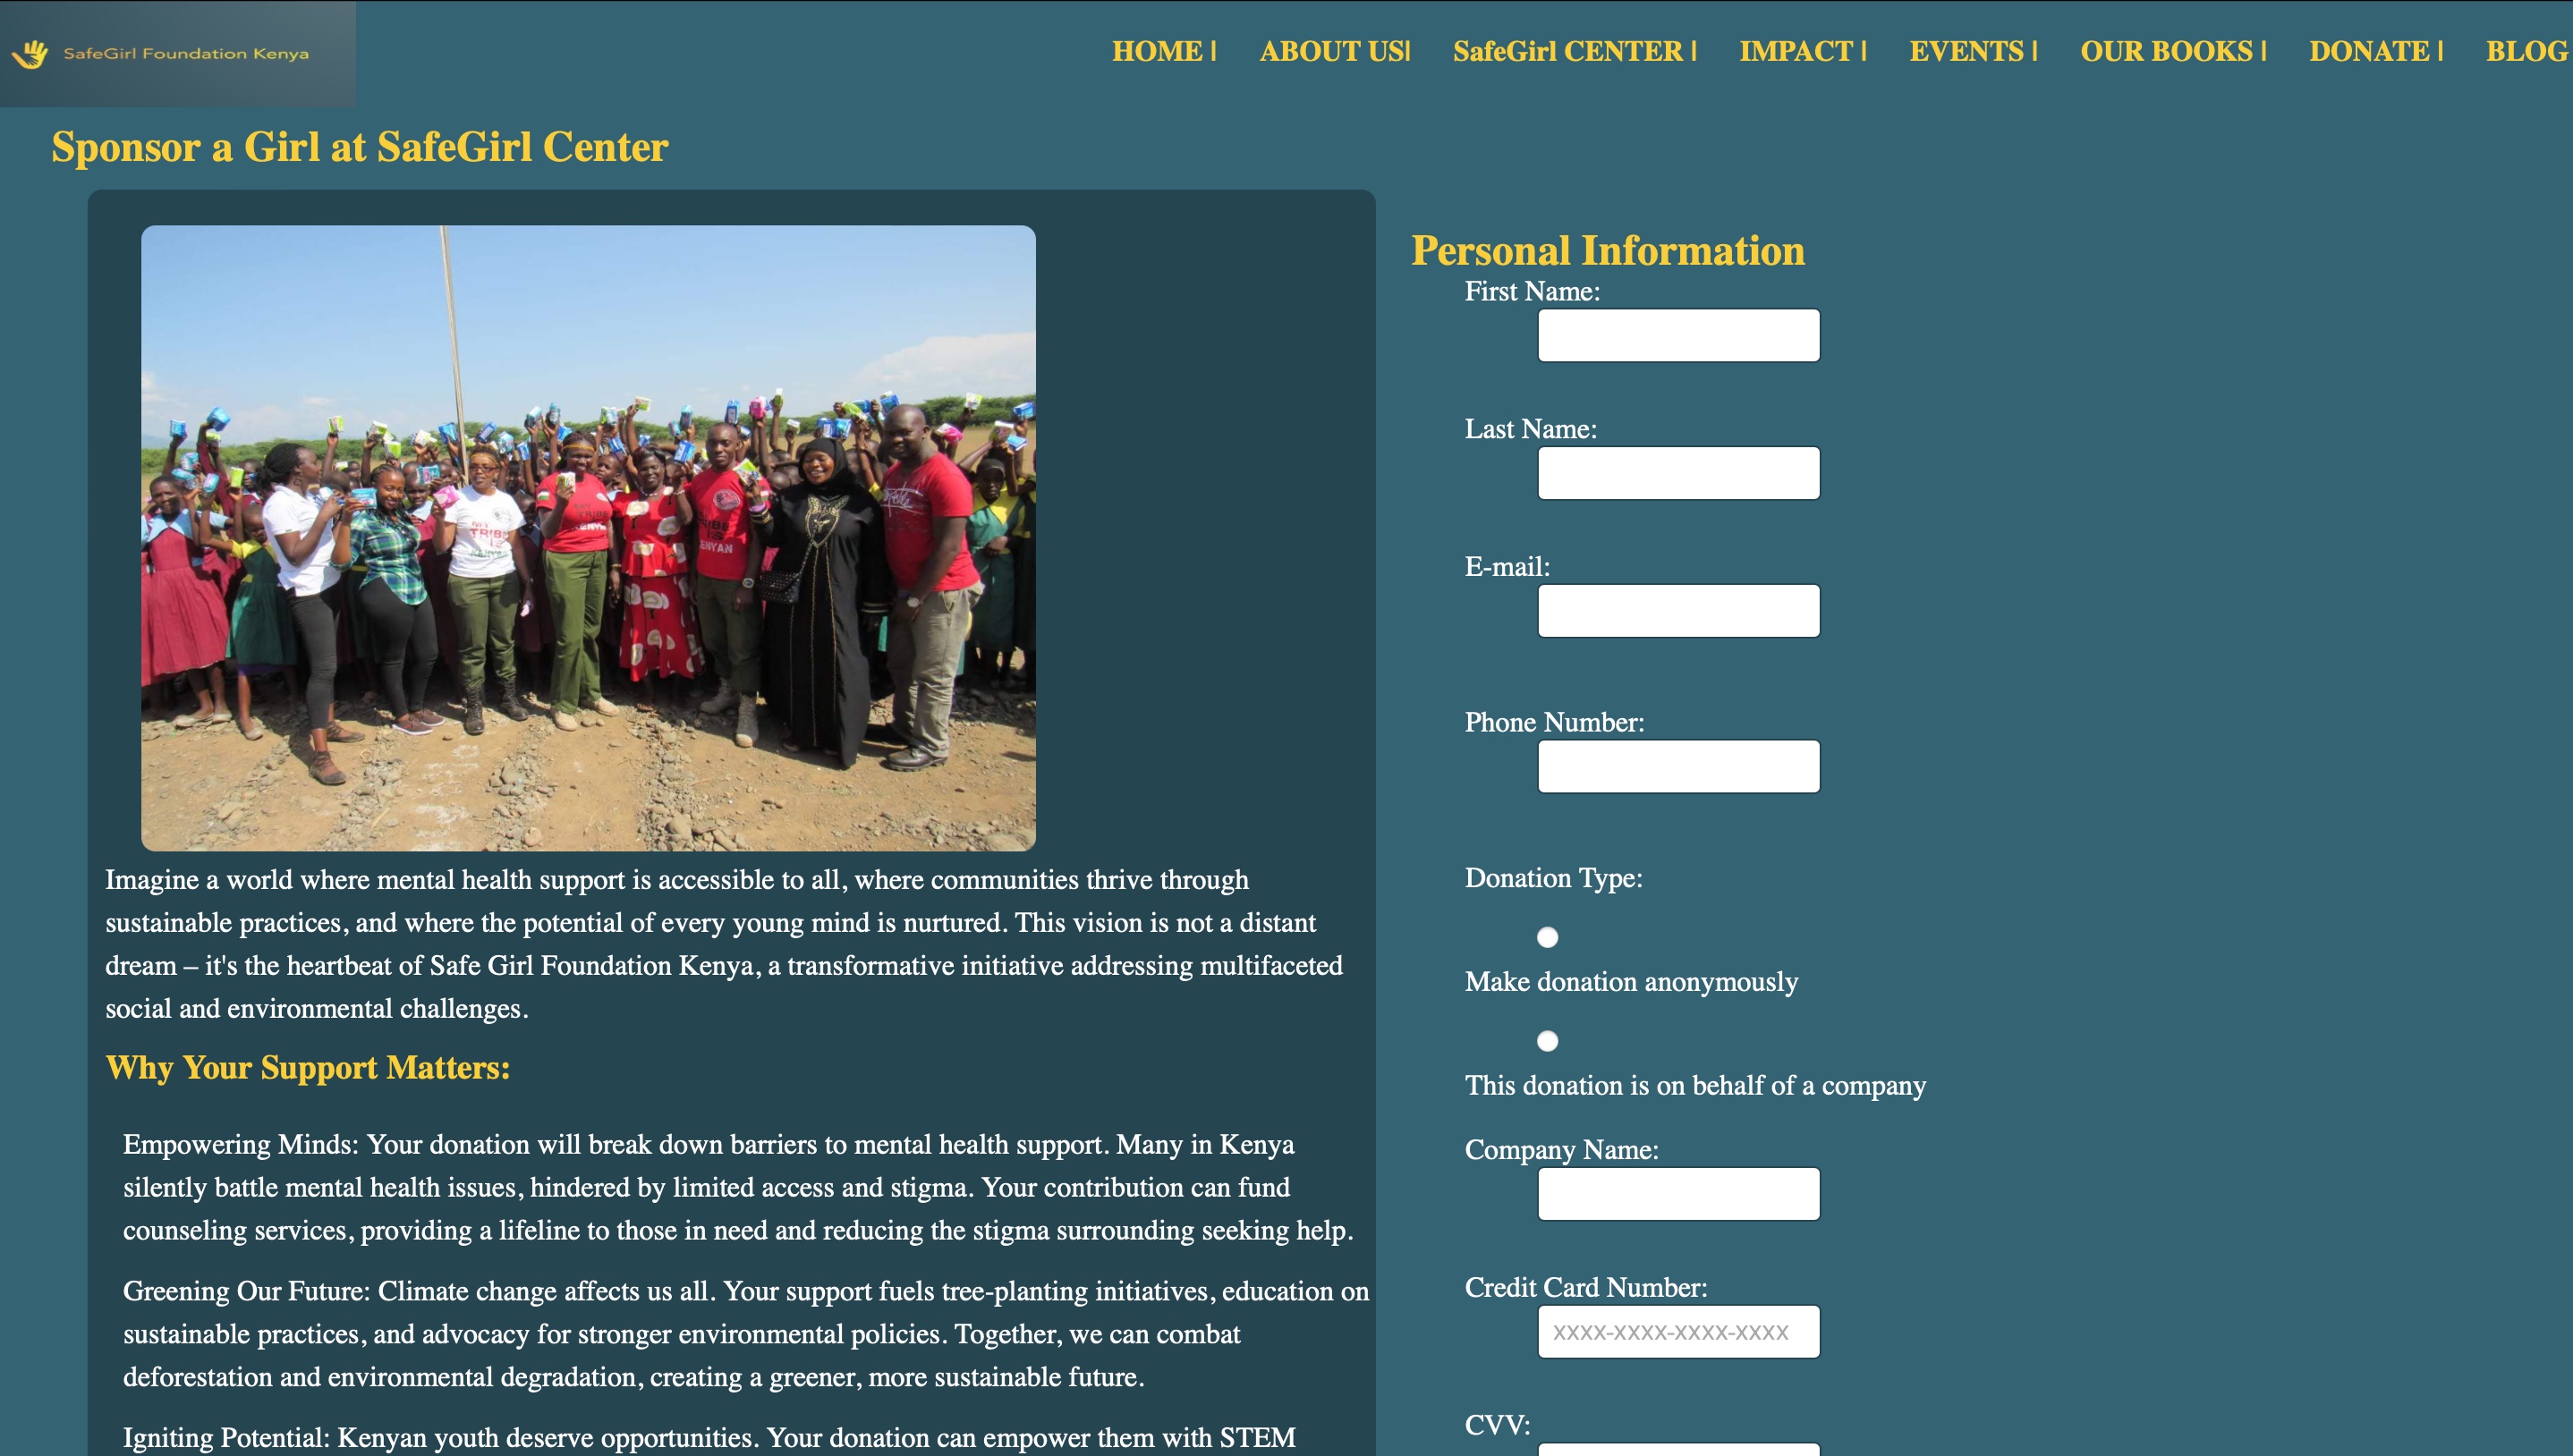 SafeGirl Foundation Kenya
HOME | ABOUT US| SafeGirl CENTER | IMPACT | EVENTS | OUR BOOKS | DONATE | BLOG
Sponsor a Girl at SafeGirl Center
MY TRIBE IS
TRIBE
TRIBE
KENYAN
Imagine a world where mental health support is accessible to all, where communities thrive through
sustainable practices, and where the potential of every young mind is nurtured. This vision is not a distant
dream – it's the heartbeat of Safe Girl Foundation Kenya, a transformative initiative addressing multifaceted
social and environmental challenges.
Why Your Support Matters:
Empowering Minds: Your donation will break down barriers to mental health support. Many in Kenya
silently battle mental health issues, hindered by limited access and stigma. Your contribution can fund
counseling services, providing a lifeline to those in need and reducing the stigma surrounding seeking help.
Greening Our Future: Climate change affects us all. Your support fuels tree-planting initiatives, education on
sustainable practices, and advocacy for stronger environmental policies. Together, we can combat
deforestation and environmental degradation, creating a greener, more sustainable future.
Igniting Potential: Kenyan youth deserve opportunities. Your donation can empower them with STEM
Personal Information
First Name:
Last Name:
E-mail:
Phone Number:
Donation Type:
Make donation anonymously
This donation is on behalf of a company
Company Name:
Credit Card Number:
XXXX-XXXX-XXXX-XXXX
CVV: